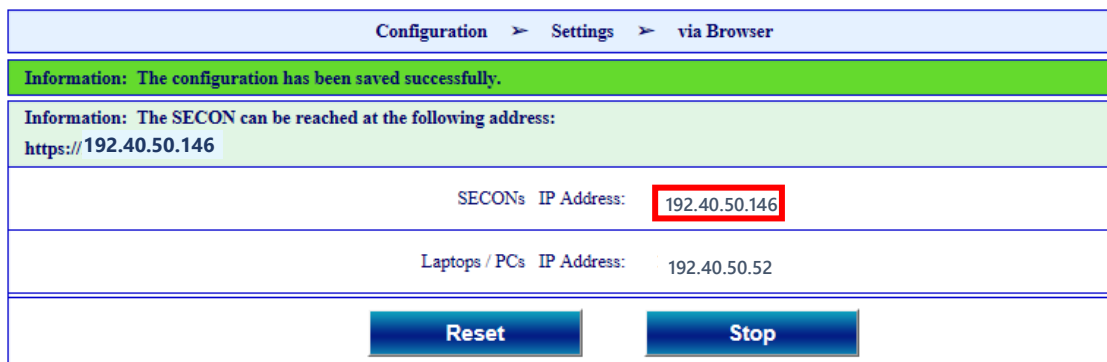 Configuration ➢ Settings ➢ via Browser
Information: The configuration has been saved successfully.
Information: The SECON can be reached at the following address:
https://192.40.50.146
SECONs IP Address: 192.40.50.146
Laptops / PCs IP Address: 192.40.50.52
Reset Stop